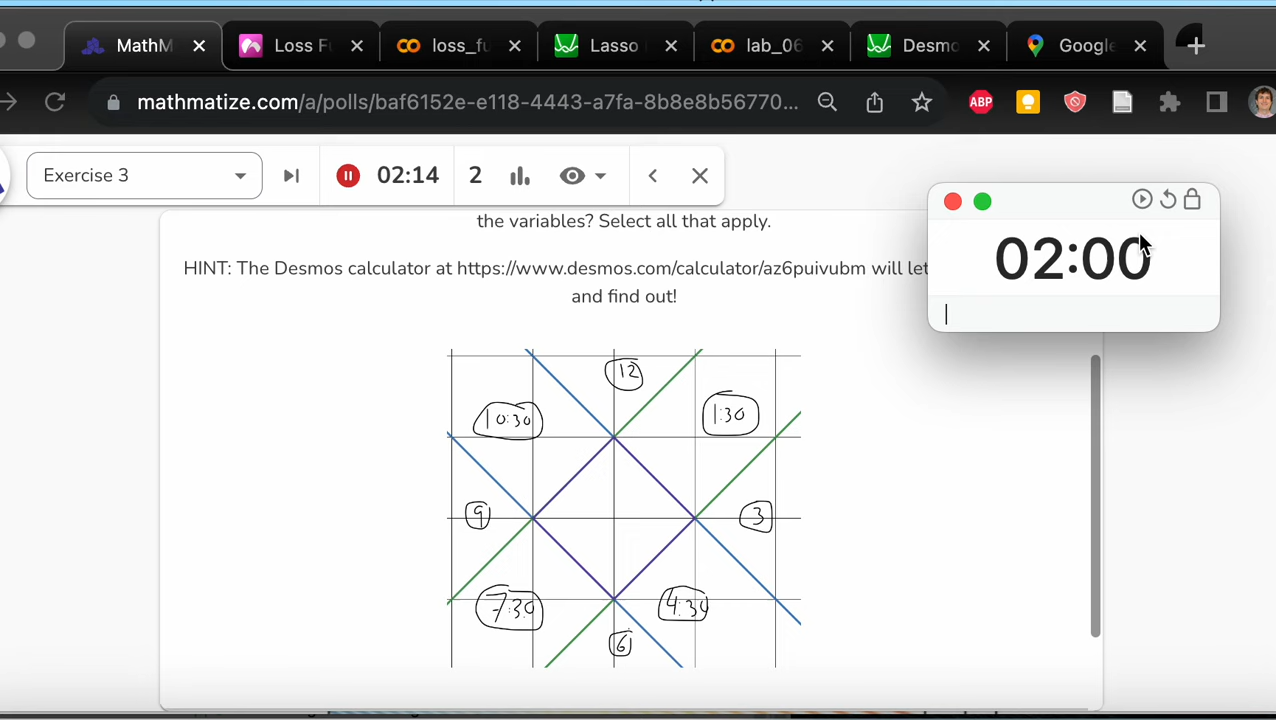 MathM
Loss Fu
loss_fu
Lasso
lab_06
Desmo
Google
mathmatize.com/a/polls/baf6152e-e118-4443-a7fa-8b8e8b56770...
ABP
Exercise 3
02:14
2
02:00
the variables? Select all that apply.
HINT: The Desmos calculator at https://www.desmos.com/calculator/az6puivubm will let
and find out!
12
10:30
1:30
9
3
7:30
4:30
6